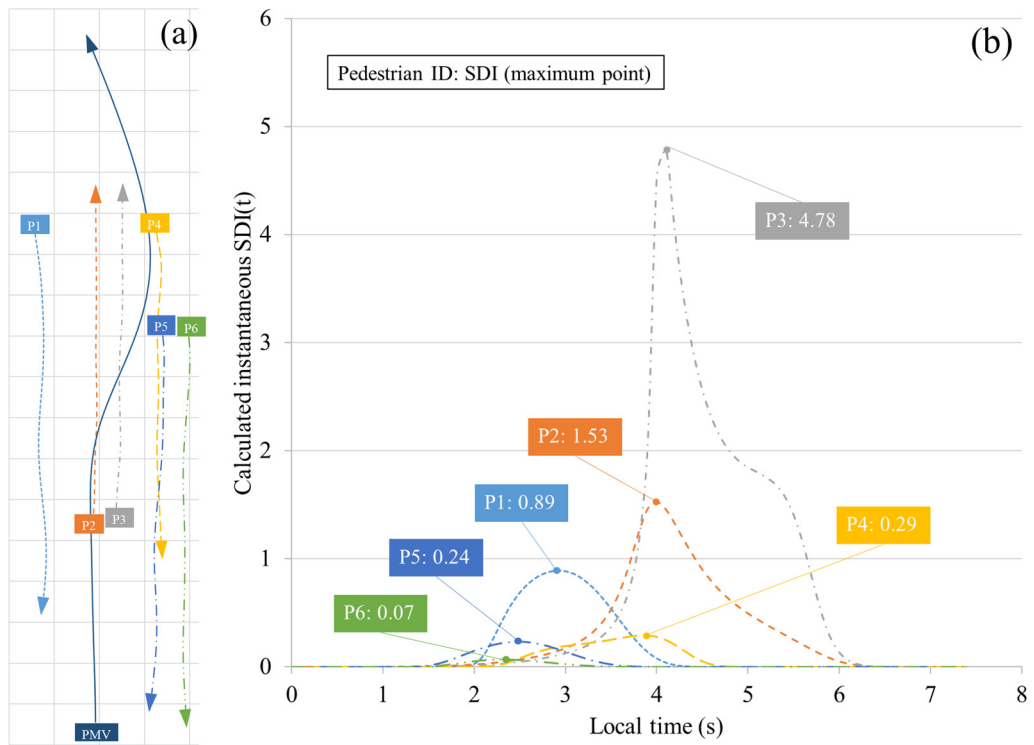 (a)
P1
P4
P5
P6
P2
P3
PMV
(b)
Pedestrian ID: SDI (maximum point)
Calculated instantaneous SDI(t)
6
5
4
3
2
1
0
P3: 4.78
P2: 1.53
P1: 0.89
P4: 0.29
P5: 0.24
P6: 0.07
0 1 2 3 4 5 6 7 8
Local time (s)